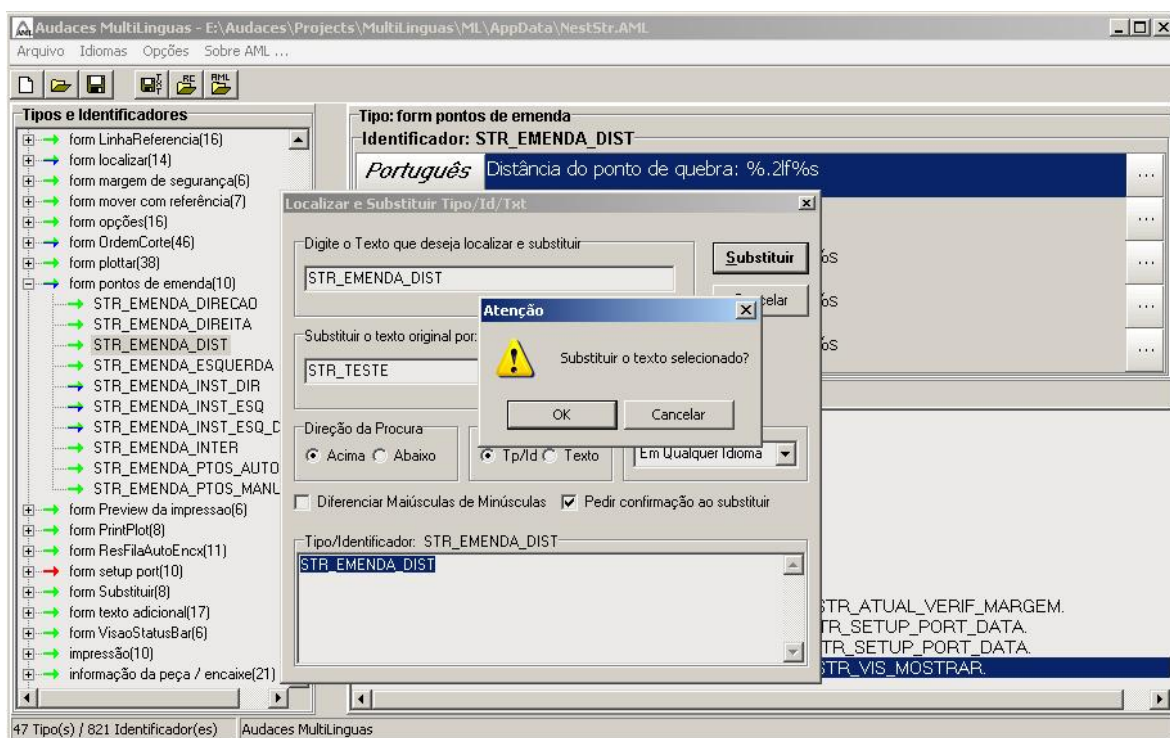 Audaces MultiLinguas - E:\Audaces\Projects\MultiLinguas\ML\AppData\NestStr.AML
Arquivo Idiomas Opções Sobre AML ...
TXT RC AML
Tipos e Identificadores
form LinhaReferencia(16)
form localizar(14)
form margem de segurança(6)
form mover com referência(7)
form opções(16)
form OrdemCorte(46)
form plottar(38)
form pontos de emenda(10)
STR_EMENDA_DIRECAO
STR_EMENDA_DIREITA
STR_EMENDA_DIST
STR_EMENDA_ESQUERDA
STR_EMENDA_INST_DIR
STR_EMENDA_INST_ESQ
STR_EMENDA_INST_ESQ_D
STR_EMENDA_INTER
STR_EMENDA_PTOS_AUTO
STR_EMENDA_PTOS_MANU
form Preview da impressao(6)
form PrintPlot(8)
form ResFilaAutoEncx(11)
form setup port(10)
form Substituir(8)
form texto adicional(17)
form VisaoStatusBar(6)
impressão(10)
informação da peça / encaixe(21)
Tipo: form pontos de emenda
Identificador: STR_EMENDA_DIST
Português Distância do ponto de quebra: %.2lf%s ...
...
%s ...
%s ...
%s ...
Localizar e Substituir Tipo/Id/Txt
Digite o Texto que deseja localizar e substituir
STR_EMENDA_DIST
Substituir
Substituir o texto original por:
STR_TESTE
Direção da Procura
Acima Abaixo
Tp/Id Texto
Em Qualquer Idioma
Diferenciar Maiúsculas de Minúsculas Pedir confirmação ao substituir
Tipo/Identificador: STR_EMENDA_DIST
STR_EMENDA_DIST
Atenção
Substituir o texto selecionado?
OK Cancelar
STR_ATUAL_VERIF_MARGEM.
TR_SETUP_PORT_DATA.
TR_SETUP_PORT_DATA.
STR_VIS_MOSTRAR.
47 Tipo(s) / 821 Identificador(es) Audaces MultiLinguas